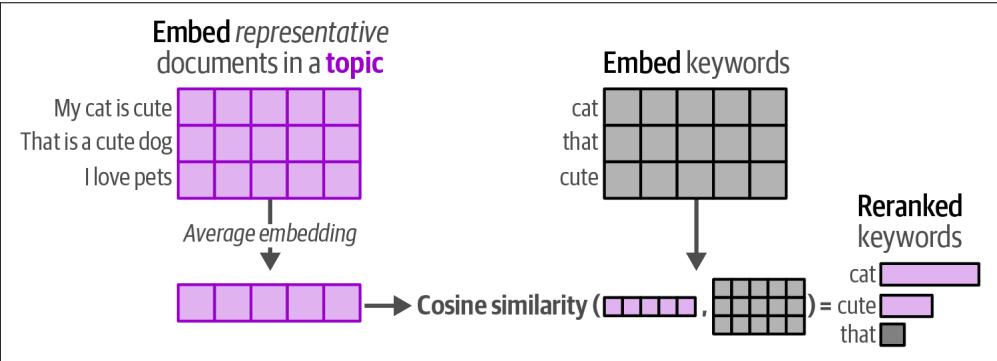 Embed representative
documents in a topic
My cat is cute
That is a cute dog
I love pets
Average embedding
Embed keywords
cat
that
cute
Cosine similarity ( , ) =
Reranked
keywords
cat
cute
that